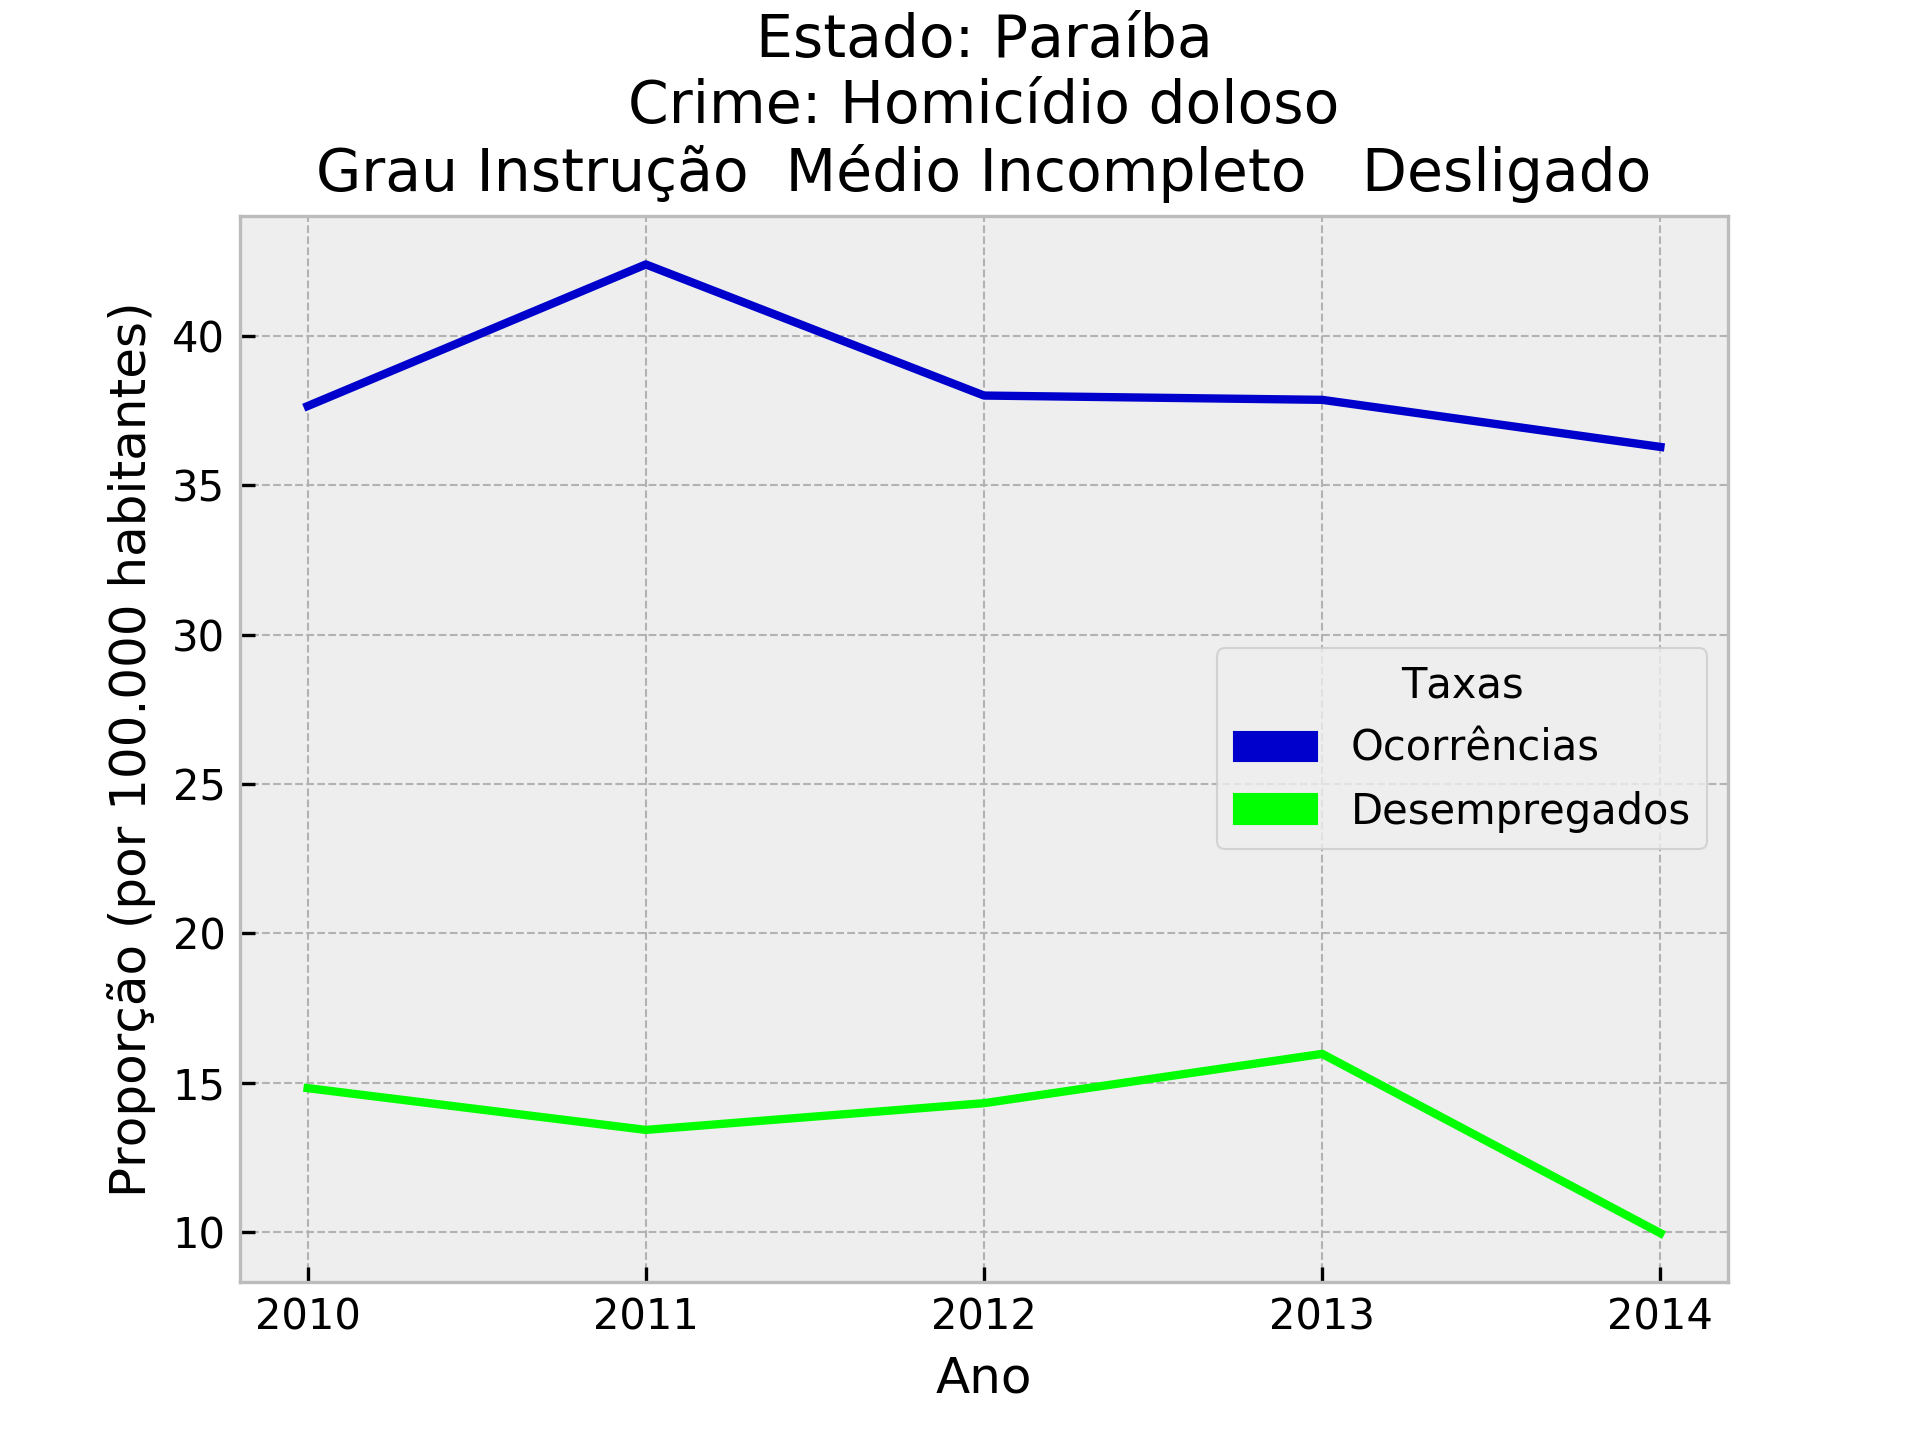 Estado: Paraíba
Crime: Homicídio doloso
Grau Instrução  Médio Incompleto   Desligado
Proporção (por 100.000 habitantes)
40
35
30
25
20
15
10
Taxas
Ocorrências
Desempregados
2010
2011
2012
2013
2014
Ano